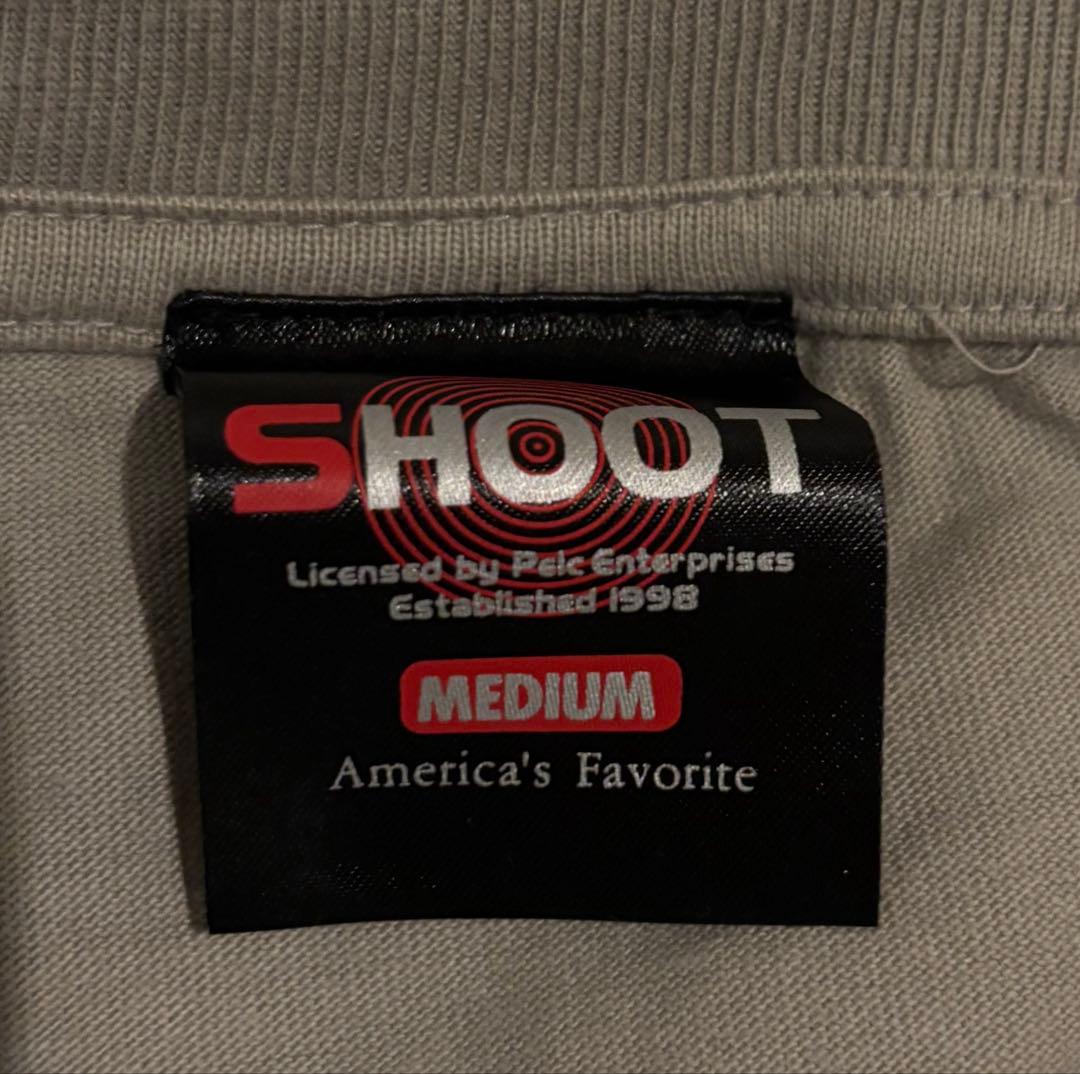 SHOOT
Licensed by Pelc Enterprises
Established 1998
MEDIUM
America's Favorite